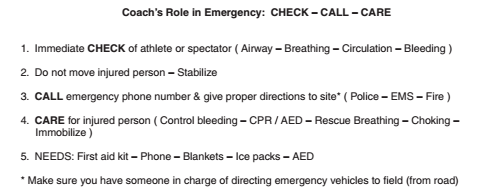 Coach's Role in Emergency: CHECK – CALL – CARE
1. Immediate CHECK of athlete or spectator ( Airway – Breathing – Circulation – Bleeding )
2. Do not move injured person – Stabilize
3. CALL emergency phone number & give proper directions to site* ( Police – EMS – Fire )
4. CARE for injured person ( Control bleeding – CPR / AED – Rescue Breathing – Choking –
Immobilize )
5. NEEDS: First aid kit – Phone – Blankets – Ice packs – AED
* Make sure you have someone in charge of directing emergency vehicles to field (from road)